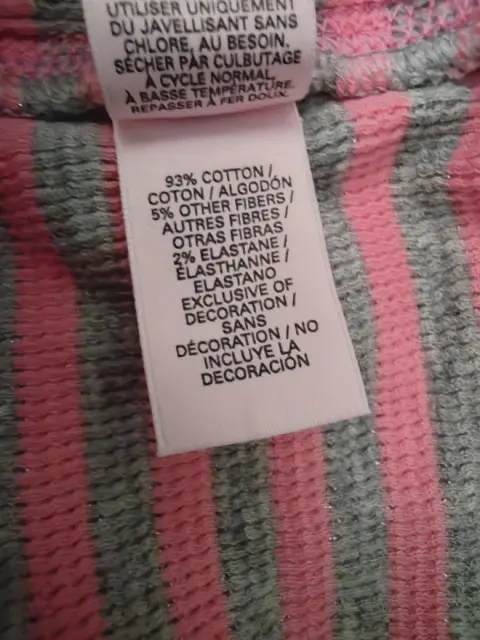 UTILISER UNIQUEMENT
DU JAVELLISANT SANS
CHLORE, AU BESOIN.
SÉCHER PAR CULBUTAGE
À CYCLE NORMAL,
À BASSE TEMPÉRATURE.
REPASSER À FER DOUX.
93% COTTON /
COTON / ALGODÓN
5% OTHER FIBERS /
AUTRES FIBRES /
OTRAS FIBRAS
2% ELASTANE /
ÉLASTHANNE /
ELASTANO
EXCLUSIVE OF
DECORATION /
SANS
DÉCORATION / NO
INCLUYE LA
DECORACIÓN